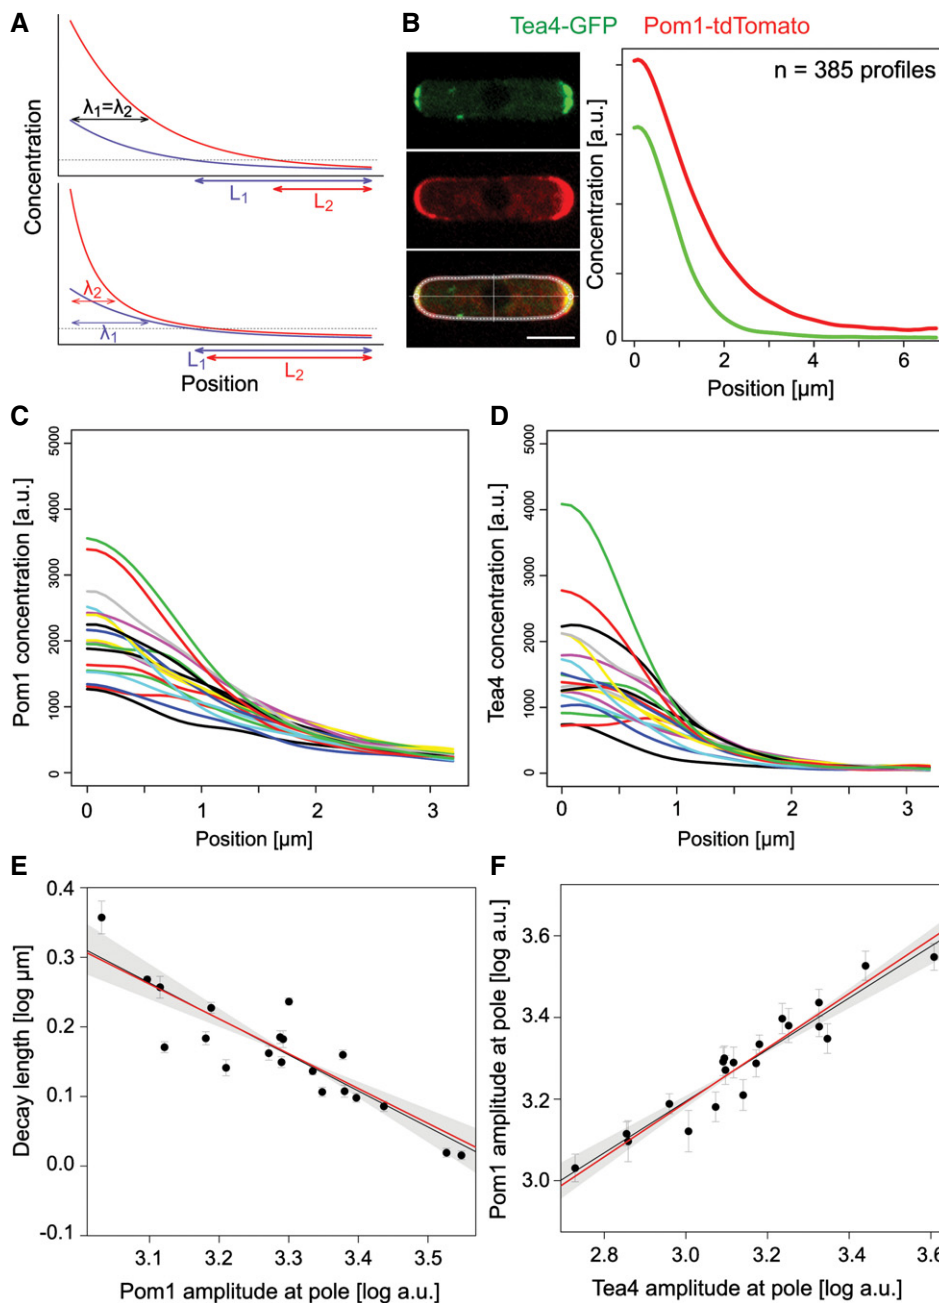 A
Concentration
λ₁=λ₂
L₁
L₂
λ₂
λ₁
L₁
L₂
Position
B
Tea4-GFP Pom1-tdTomato
n = 385 profiles
Concentration [a.u.]
0
0 2 4 6
Position [µm]
C
Pom1 concentration [a.u.]
5000
4000
3000
2000
1000
0
0 1 2 3
Position [µm]
D
Tea4 concentration [a.u.]
5000
4000
3000
2000
1000
0
0 1 2 3
Position [µm]
E
Decay length [log µm]
0.4
0.3
0.2
0.1
0.0
-0.1
3.1 3.2 3.3 3.4 3.5
Pom1 amplitude at pole [log a.u.]
F
Pom1 amplitude at pole [log a.u.]
3.6
3.4
3.2
3.0
2.8 3.0 3.2 3.4 3.6
Tea4 amplitude at pole [log a.u.]